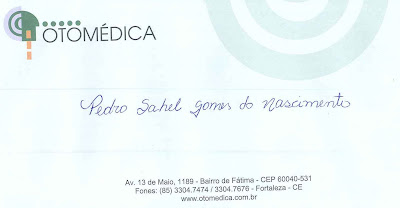 OTOMÉDICA
Pedro Sahel Gomes do Nascimento
Av. 13 de Maio, 1189 - Bairro de Fátima - CEP 60040-531
Fones: (85) 3304.7474 / 3304.7676 - Fortaleza - CE
www.otomedica.com.br